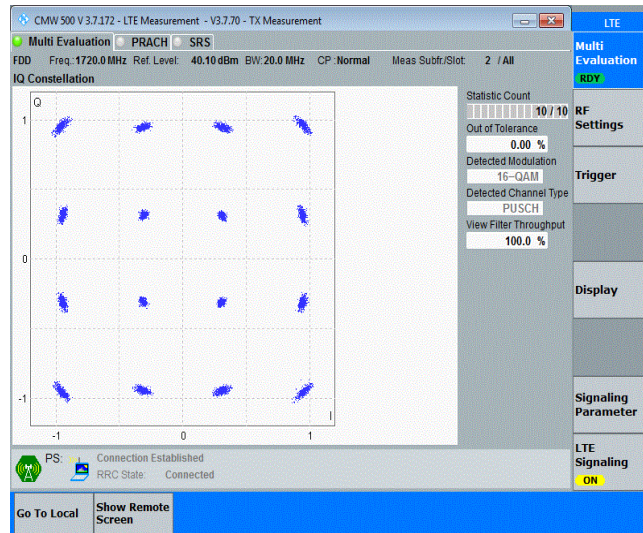 CMW 500 V 3.7.172 - LTE Measurement - V3.7.70 - TX Measurement
LTE
Multi Evaluation PRACH SRS
FDD Freq.: 1720.0 MHz Ref. Level: 40.10 dBm BW: 20.0 MHz CP : Normal Meas Subfr./Slot: 2 / All
IQ Constellation
Q
1
0
-1
-1 0 1
I
Statistic Count
10 / 10
Out of Tolerance
0.00 %
Detected Modulation
16-QAM
Detected Channel Type
PUSCH
View Filter Throughput
100.0 %
Multi
Evaluation
RDY
RF
Settings
Trigger
Display
Signaling
Parameter
LTE
Signaling
ON
PS: Connection Established
RRC State: Connected
Go To Local
Show Remote
Screen